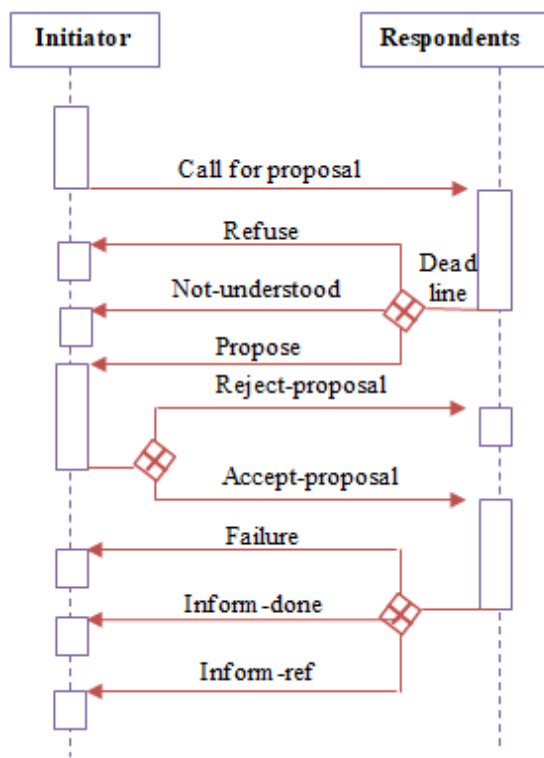 Initiator
Respondents
Call for proposal
Refuse
Dead
line
Not-understood
Propose
Reject-proposal
Accept-proposal
Failure
Inform-done
Inform-ref